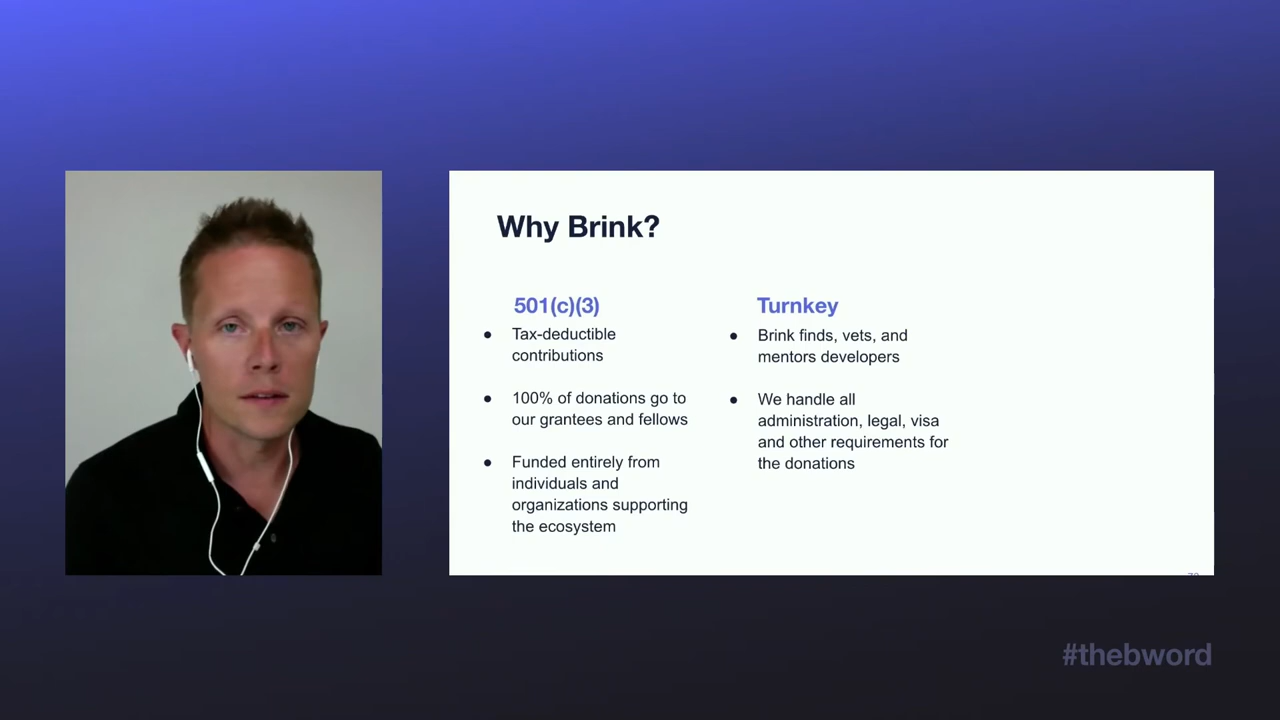 Why Brink?
501(c)(3)
● Tax-deductible
contributions
● 100% of donations go to
our grantees and fellows
● Funded entirely from
individuals and
organizations supporting
the ecosystem
Turnkey
● Brink finds, vets, and
mentors developers
● We handle all
administration, legal, visa
and other requirements for
the donations
#thebword